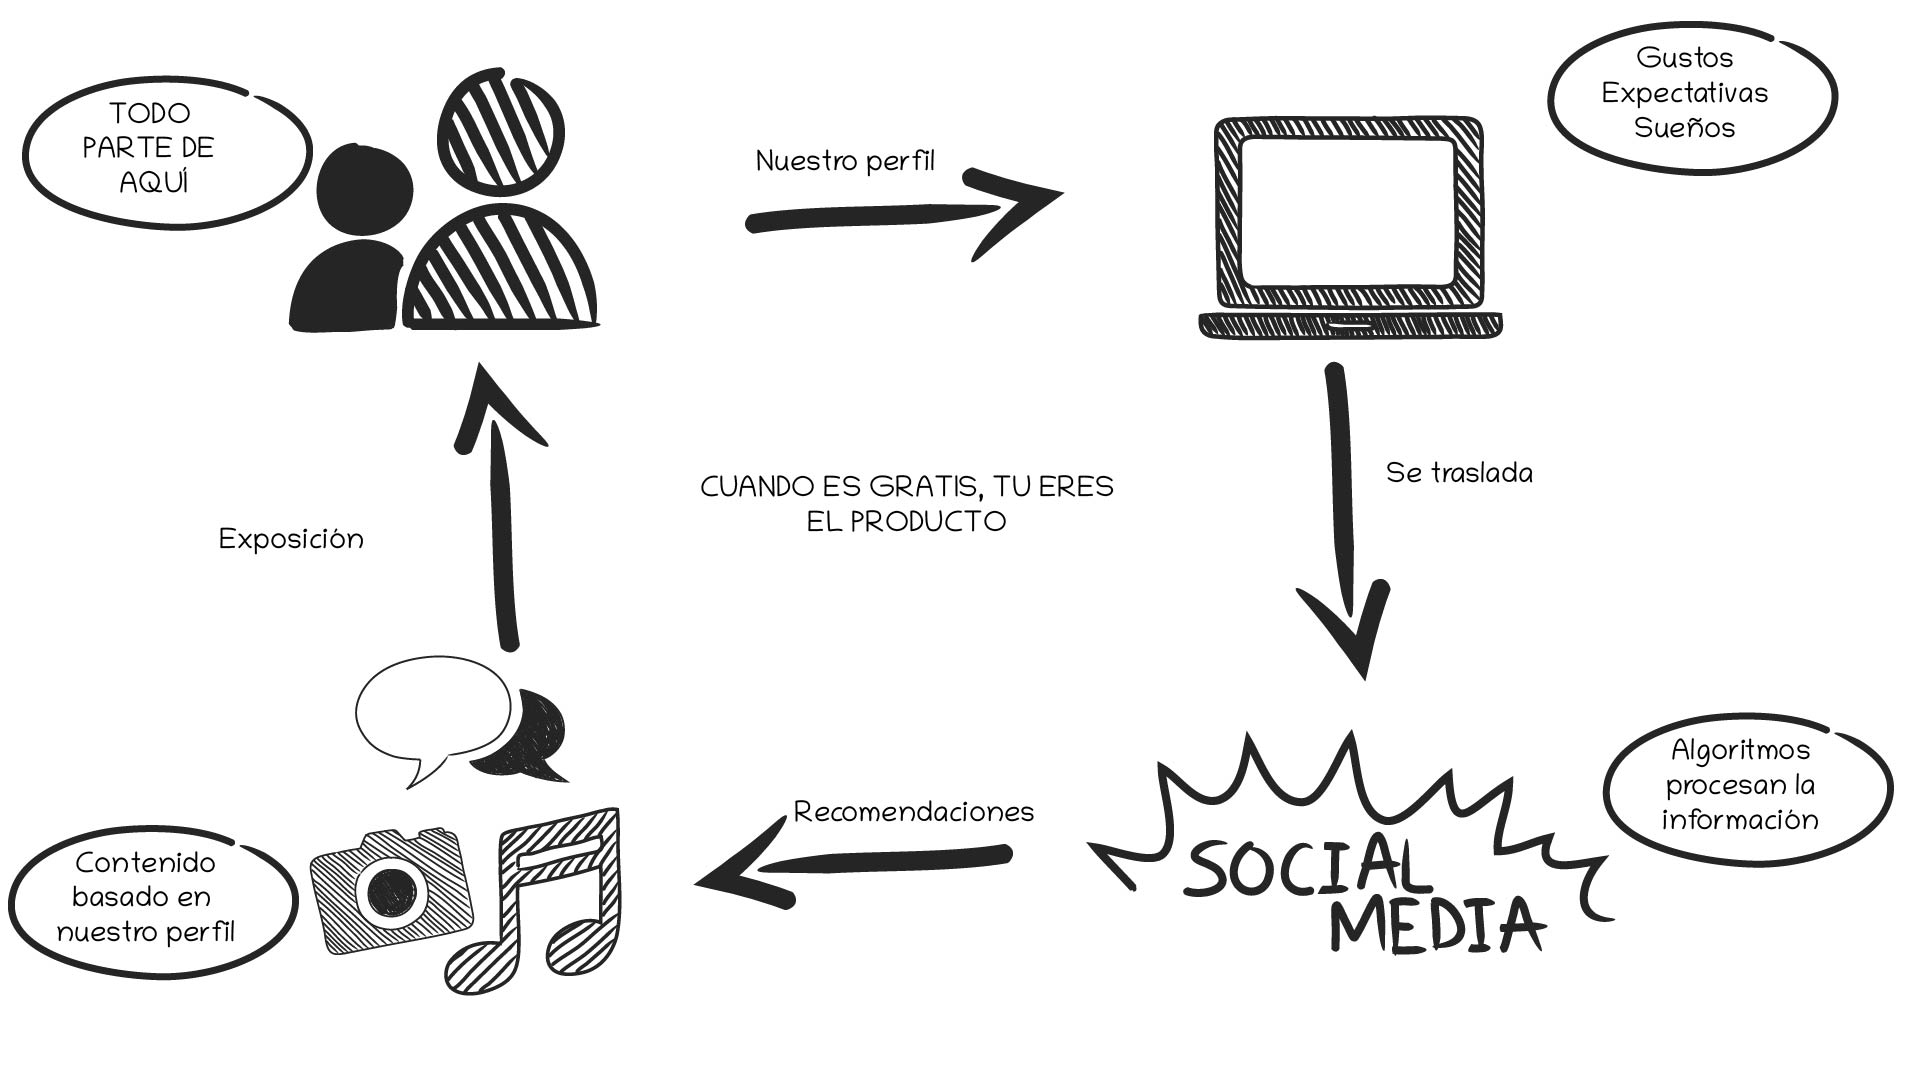 TODO
PARTE DE
AQUÍ
Nuestro perfil
Gustos
Expectativas
Sueños
Se traslada
CUANDO ES GRATIS, TU ERES
EL PRODUCTO
Exposición
Algoritmos
procesan la
información
SOCIAL
MEDIA
Recomendaciones
Contenido
basado en
nuestro perfil